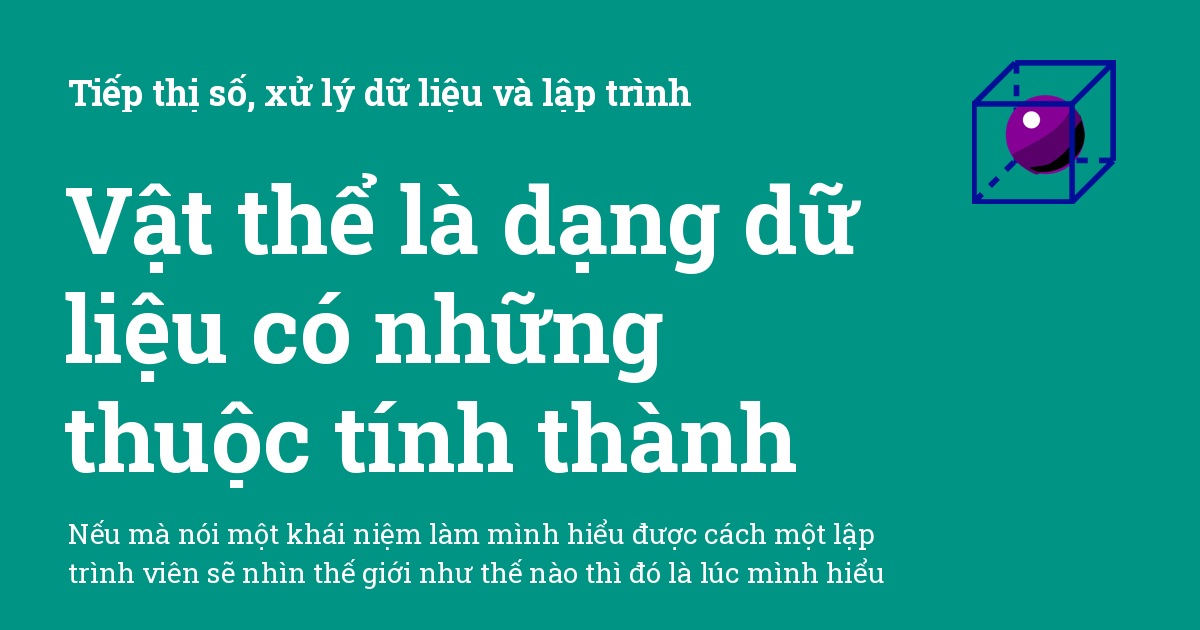 Tiếp thị số, xử lý dữ liệu và lập trình
Vật thể là dạng dữ
liệu có những
thuộc tính thành
Nếu mà nói một khái niệm làm mình hiểu được cách một lập
trình viên sẽ nhìn thế giới như thế nào thì đó là lúc mình hiểu